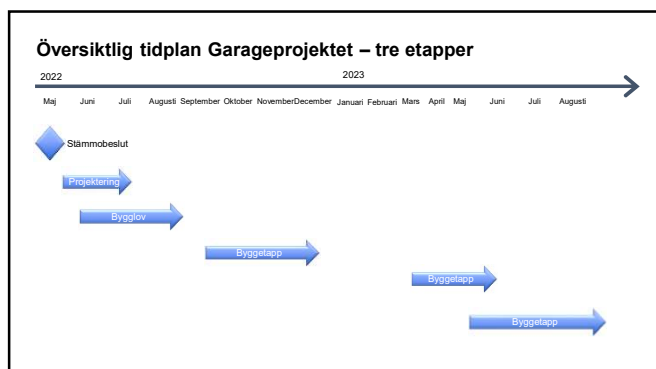 Översiktlig tidplan Garageprojektet – tre etapper
2022
2023
Maj Juni Juli Augusti September Oktober November December Januari Februari Mars April Maj Juni Juli Augusti
Stämmobeslut
Projektering
Bygglov
Byggetapp
Byggetapp
Byggetapp